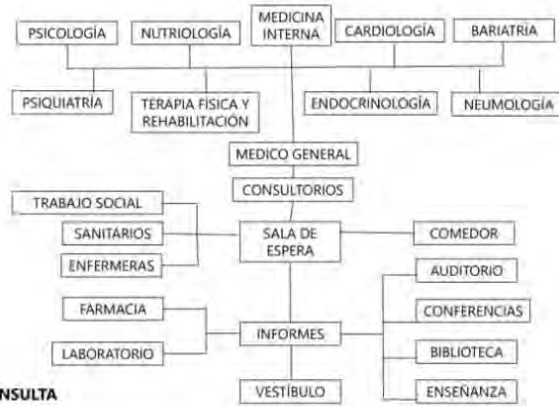 PSICOLOGÍA
NUTRIOLOGÍA
MEDICINA
INTERNA
CARDIOLOGÍA
BARIATRÍA
PSIQUIATRÍA
TERAPIA FÍSICA Y
REHABILITACIÓN
ENDOCRINOLOGÍA
NEUMOLOGÍA
MEDICO GENERAL
CONSULTORIOS
TRABAJO SOCIAL
SANITARIOS
ENFERMERAS
SALA DE
ESPERA
COMEDOR
AUDITORIO
FARMACIA
CONFERENCIAS
INFORMES
LABORATORIO
BIBLIOTECA
VESTÍBULO
ENSEÑANZA
NSULTA